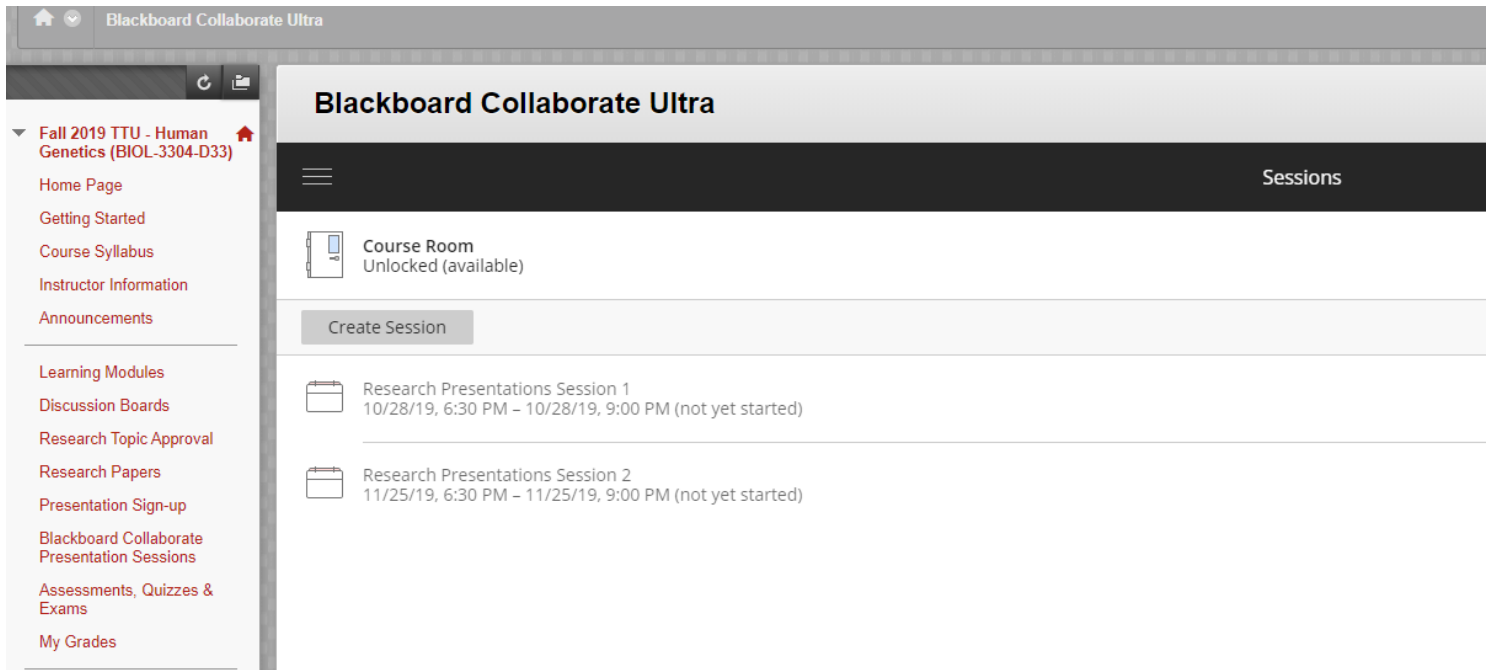 Blackboard Collaborate Ultra
Fall 2019 TTU - Human
Genetics (BIOL-3304-D33)
Home Page
Getting Started
Course Syllabus
Instructor Information
Announcements
Learning Modules
Discussion Boards
Research Topic Approval
Research Papers
Presentation Sign-up
Blackboard Collaborate
Presentation Sessions
Assessments, Quizzes &
Exams
My Grades
Blackboard Collaborate Ultra
Sessions
Course Room
Unlocked (available)
Create Session
Research Presentations Session 1
10/28/19, 6:30 PM – 10/28/19, 9:00 PM (not yet started)
Research Presentations Session 2
11/25/19, 6:30 PM – 11/25/19, 9:00 PM (not yet started)